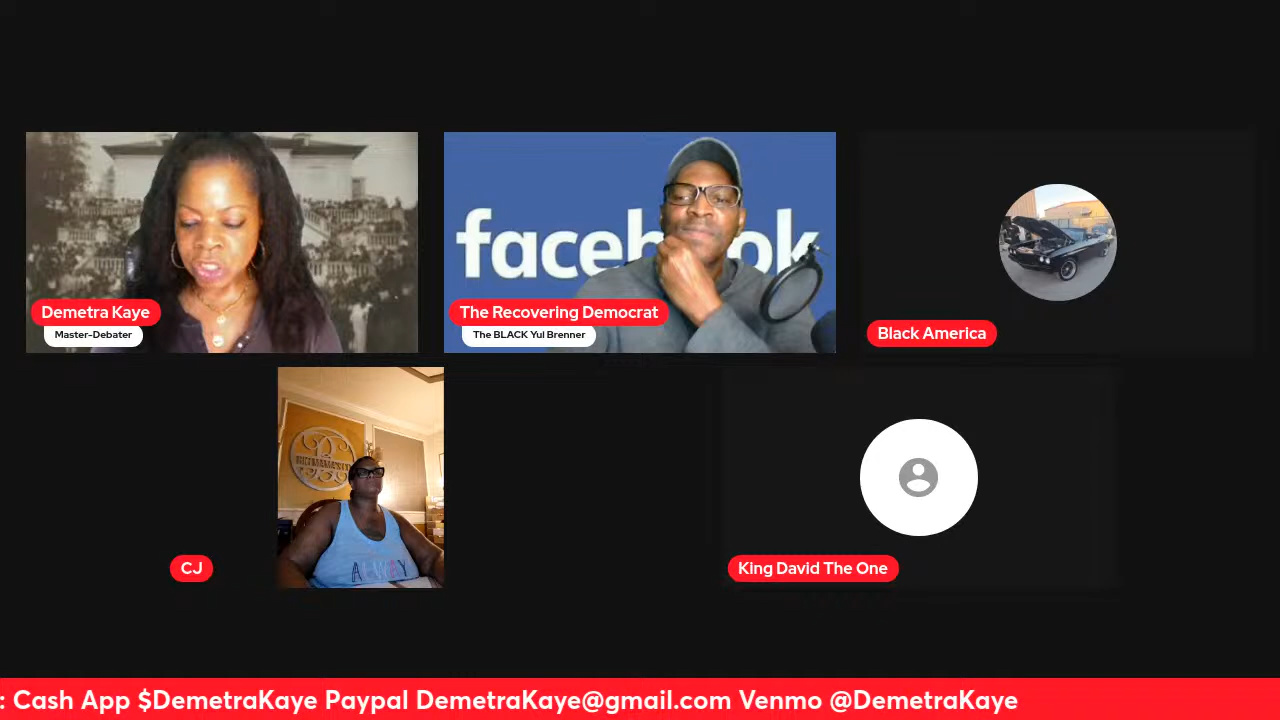 facebook
Demetra Kaye
Master-Debater
The Recovering Democrat
The BLACK Yul Brenner
Black America
CJ
King David The One
: Cash App $DemetraKaye Paypal DemetraKaye@gmail.com Venmo @DemetraKaye